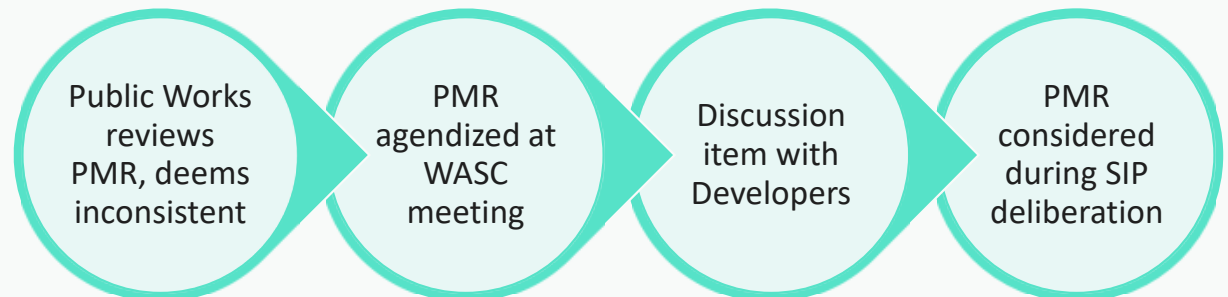 Public Works
reviews
PMR, deems
inconsistent
PMR
agendized at
WASC
meeting
Discussion
item with
Developers
PMR
considered
during SIP
deliberation